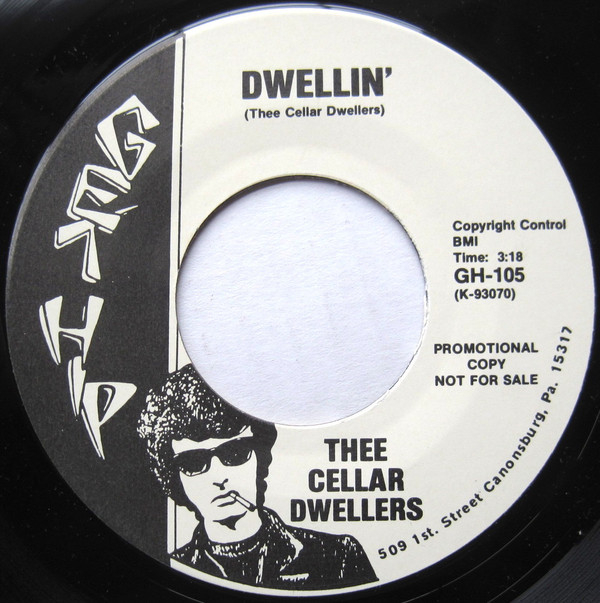 GET HIP
DWELLIN'
(Thee Cellar Dwellers)
Copyright Control
BMI
Time: 3:18
GH-105
(K-93070)
PROMOTIONAL
COPY
NOT FOR SALE
THEE
CELLAR
DWELLERS
509 1st. Street Canonsburg, Pa. 15317